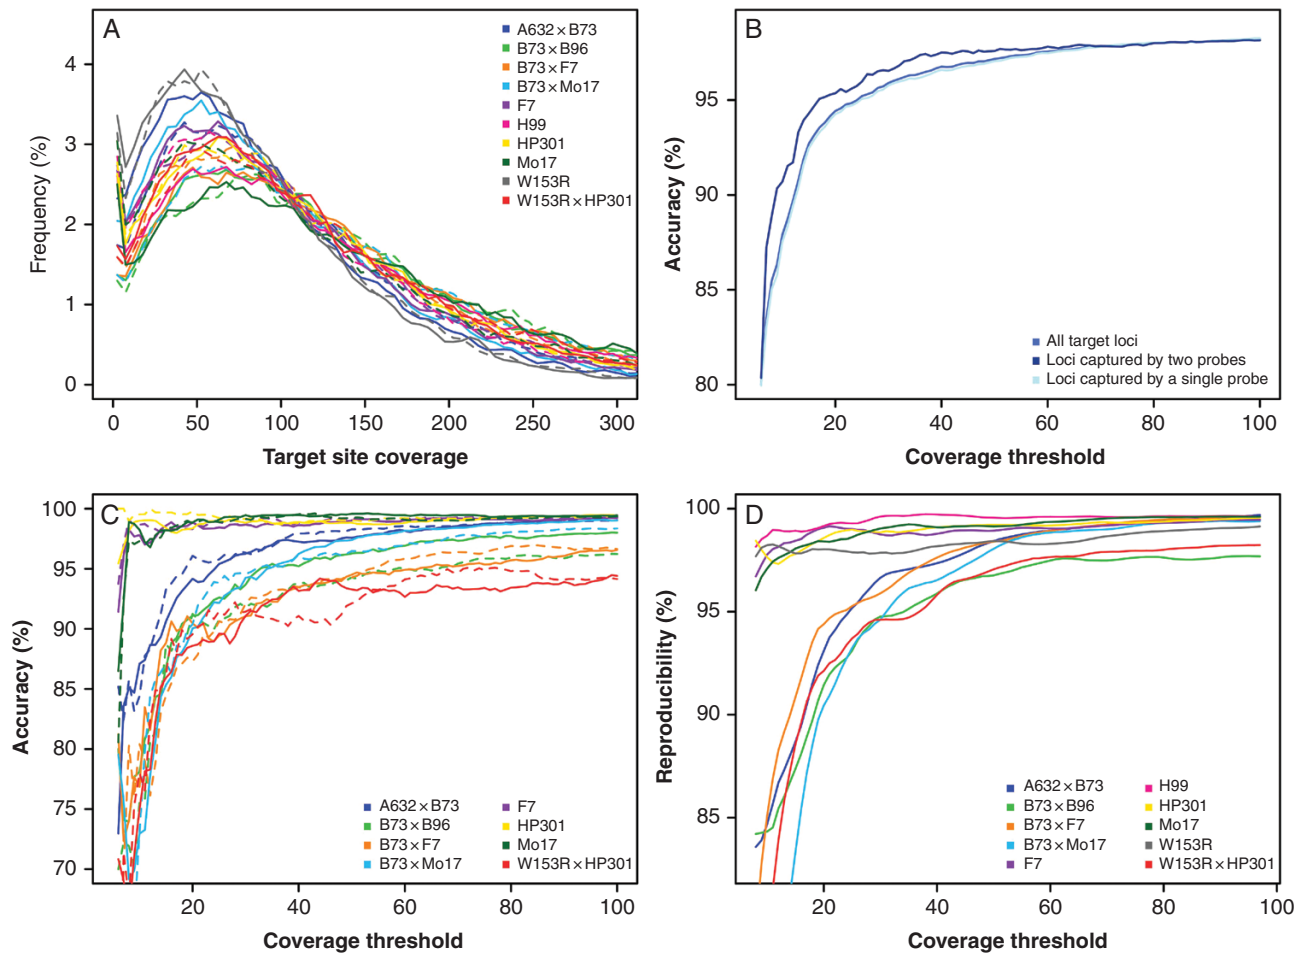 A
A632×B73
B73×B96
B73×F7
B73×Mo17
F7
H99
HP301
Mo17
W153R
W153R×HP301
4
3
2
1
0
Frequency (%)
0 50 100 150 200 250 300
Target site coverage
B
95
90
85
80
Accuracy (%)
All target loci
Loci captured by two probes
Loci captured by a single probe
20 40 60 80 100
Coverage threshold
C
100
95
90
85
80
75
70
Accuracy (%)
A632×B73 F7
B73×B96 HP301
B73×F7 Mo17
B73×Mo17 W153R×HP301
20 40 60 80 100
Coverage threshold
D
100
95
90
85
Reproducibility (%)
A632×B73 H99
B73×B96 HP301
B73×F7 Mo17
B73×Mo17 W153R
F7 W153R×HP301
20 40 60 80 100
Coverage threshold